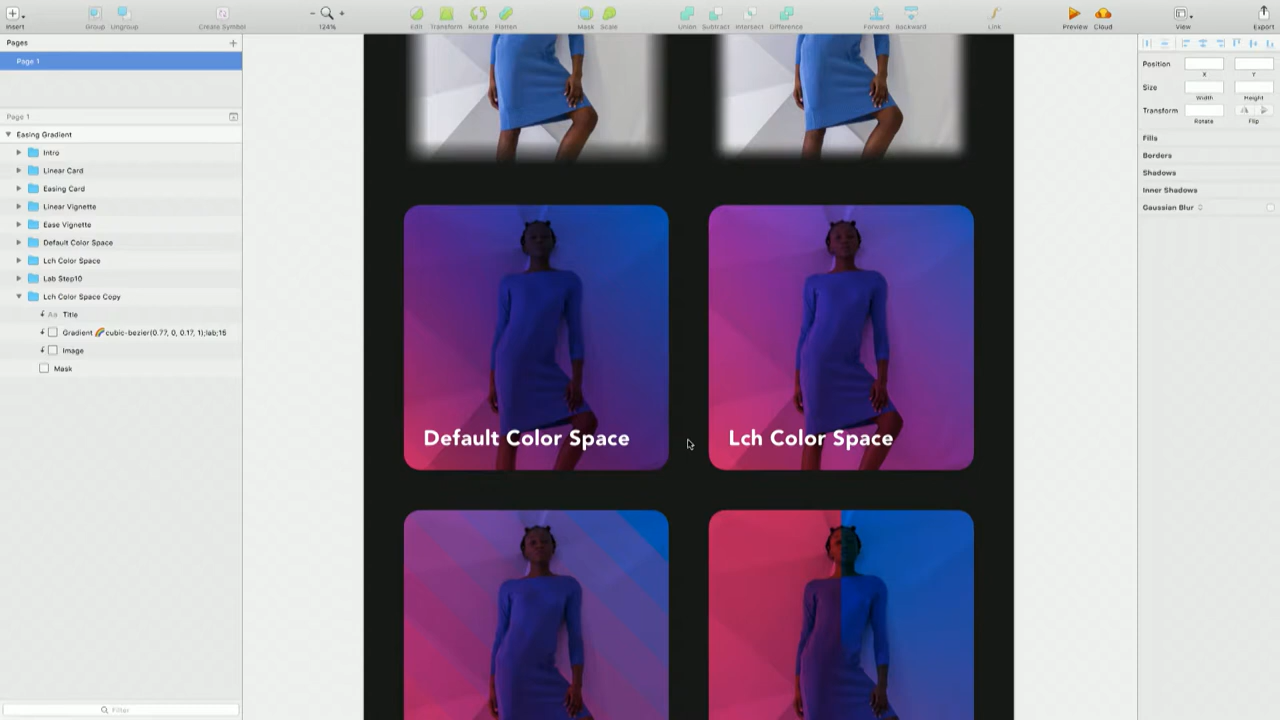 Insert
Group
Ungroup
Create Symbol
124%
Edit
Transform
Rotate
Flatten
Mask
Scale
Union
Subtract
Intersect
Difference
Forward
Backward
Link
Preview
Cloud
View
Export
Pages
Page 1
Page 1
Easing Gradient
Intro
Linear Card
Easing Card
Linear Vignette
Ease Vignette
Default Color Space
Lch Color Space
Lab Step10
Lch Color Space Copy
Aa Title
Gradient 🌈cubic-bezier(0.77, 0, 0.17, 1);lab;16
Image
Mask
Filter
Default Color Space
Lch Color Space
Position
X
Y
Size
Width
Height
Transform
Rotate
Flip
Fills
Borders
Shadows
Inner Shadows
Gaussian Blur